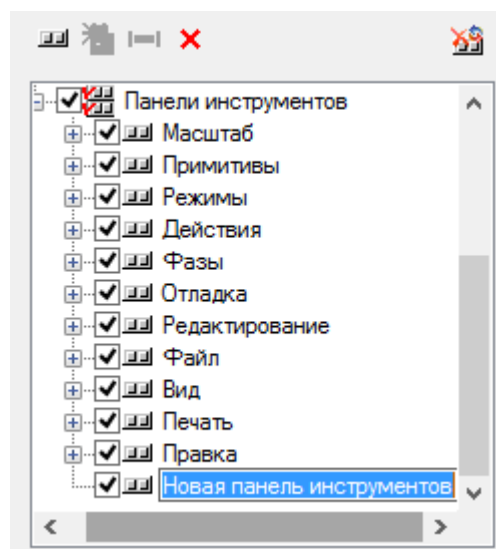 Панели инструментов
Масштаб
Примитивы
Режимы
Действия
Фазы
Отладка
Редактирование
Файл
Вид
Печать
Правка
Новая панель инструментов